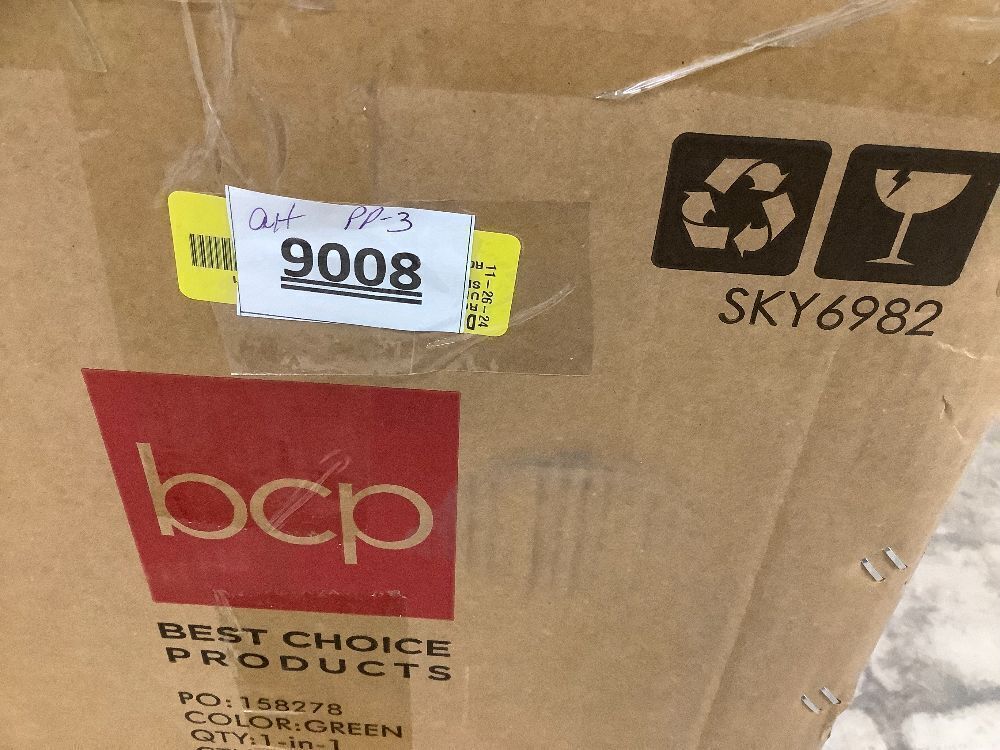 PP-3
9008
11-26-24
SKY6982
bcp
BEST CHOICE
PRODUCTS
PO: 158278
COLOR:GREEN
QTY:1-in-1